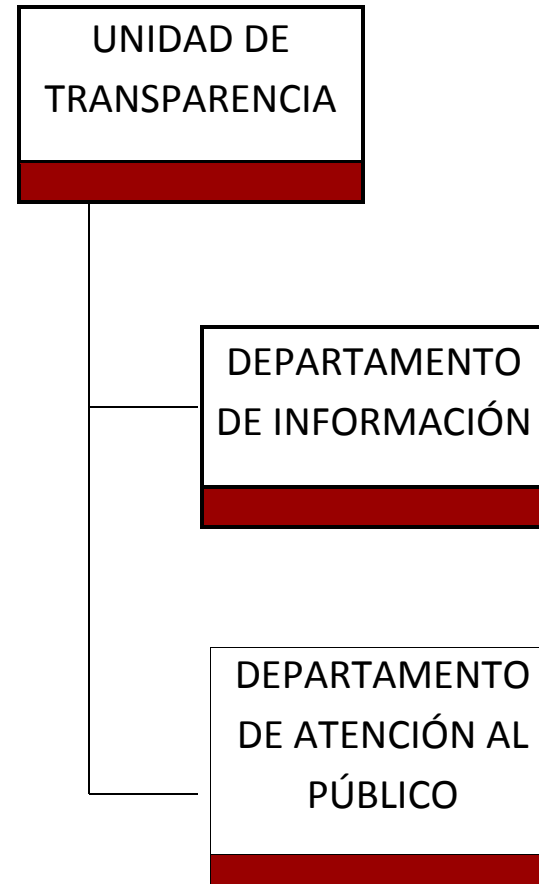 UNIDAD DE
TRANSPARENCIA
DEPARTAMENTO
DE INFORMACIÓN
DEPARTAMENTO
DE ATENCIÓN AL
PÚBLICO